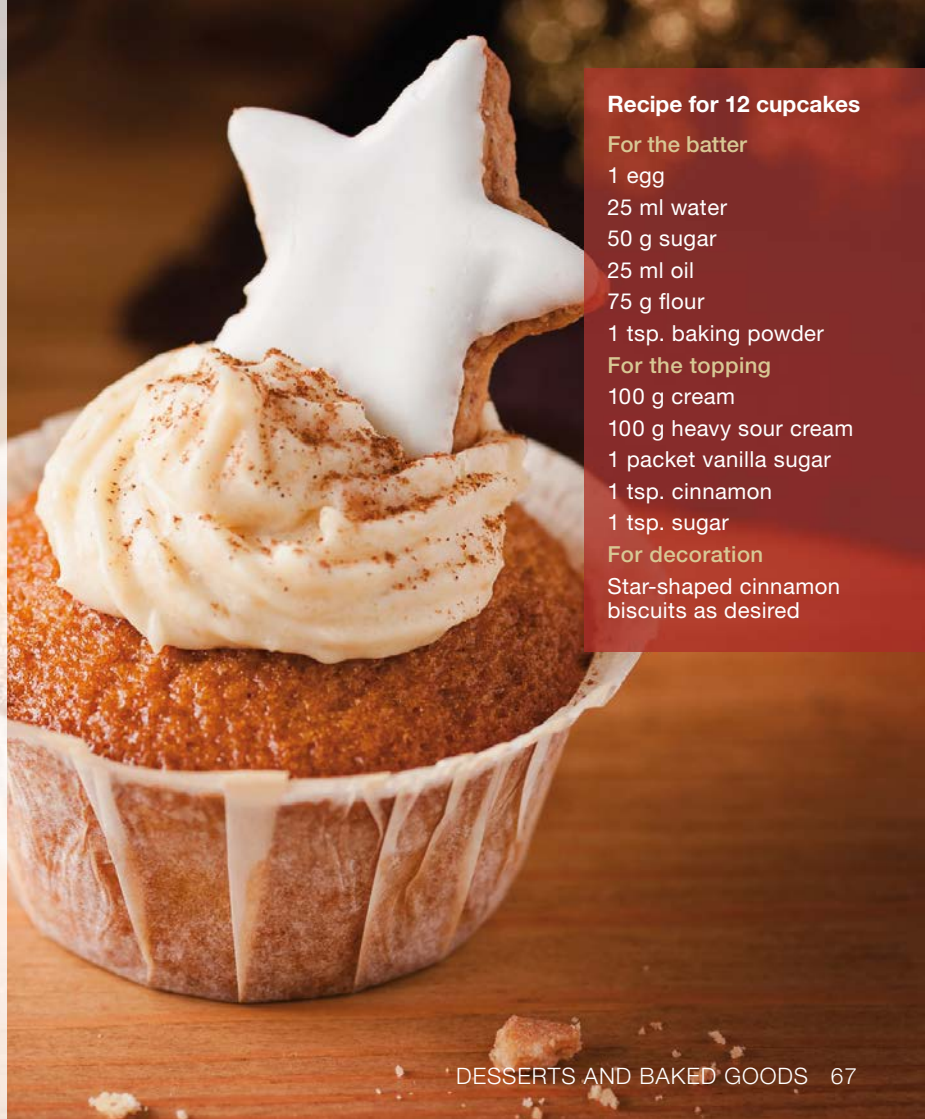 Recipe for 12 cupcakes
For the batter
1 egg
25 ml water
50 g sugar
25 ml oil
75 g flour
1 tsp. baking powder
For the topping
100 g cream
100 g heavy sour cream
1 packet vanilla sugar
1 tsp. cinnamon
1 tsp. sugar
For decoration
Star-shaped cinnamon
biscuits as desired
DESSERTS AND BAKED GOODS 67